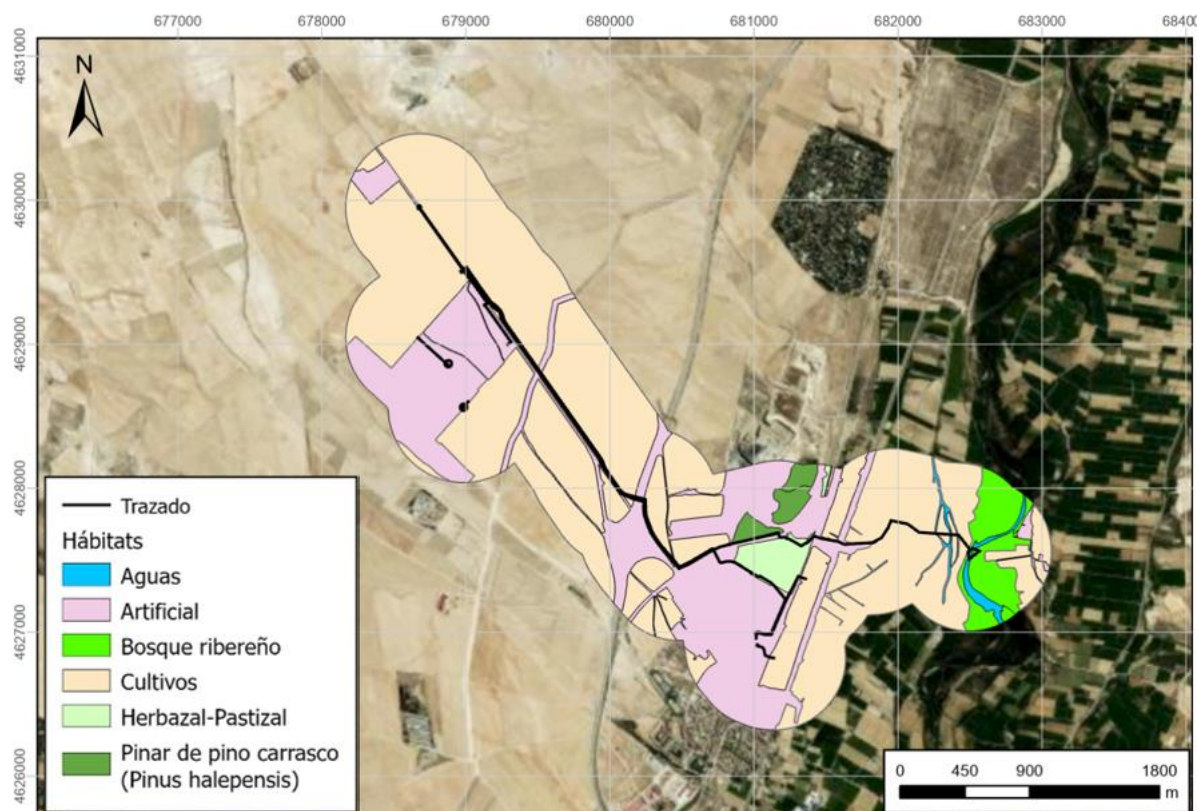 677000 678000 679000 680000 681000 682000 683000 68400
4631000
N
4630000
4629000
4628000
4627000
4626000
Trazado
Hábitats
Aguas
Artificial
Bosque ribereño
Cultivos
Herbazal-Pastizal
Pinar de pino carrasco
(Pinus halepensis)
0 450 900 1800
m